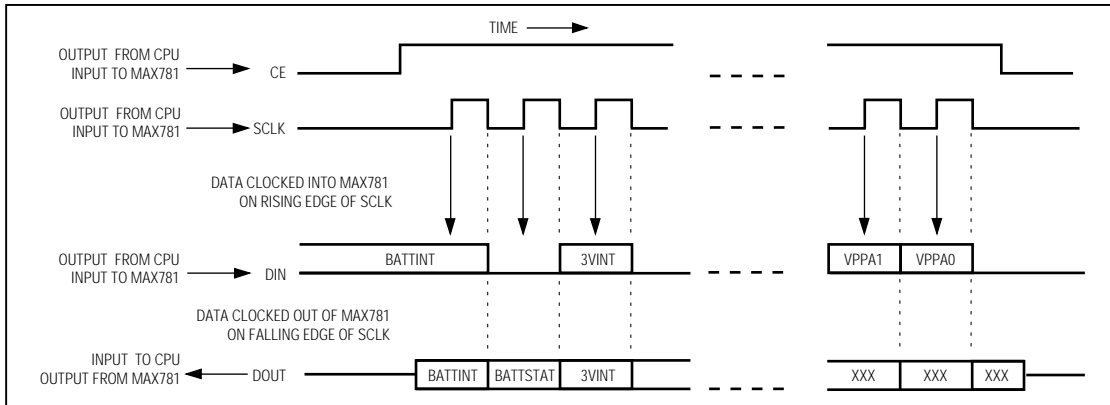 TIME
OUTPUT FROM CPU
INPUT TO MAX781
CE
OUTPUT FROM CPU
INPUT TO MAX781
SCLK
DATA CLOCKED INTO MAX781
ON RISING EDGE OF SCLK
OUTPUT FROM CPU
INPUT TO MAX781
DIN
BATTINT
3VINT
VPPA1
VPPA0
DATA CLOCKED OUT OF MAX781
ON FALLING EDGE OF SCLK
INPUT TO CPU
OUTPUT FROM MAX781
DOUT
BATTINT
BATTSTAT
3VINT
XXX
XXX
XXX